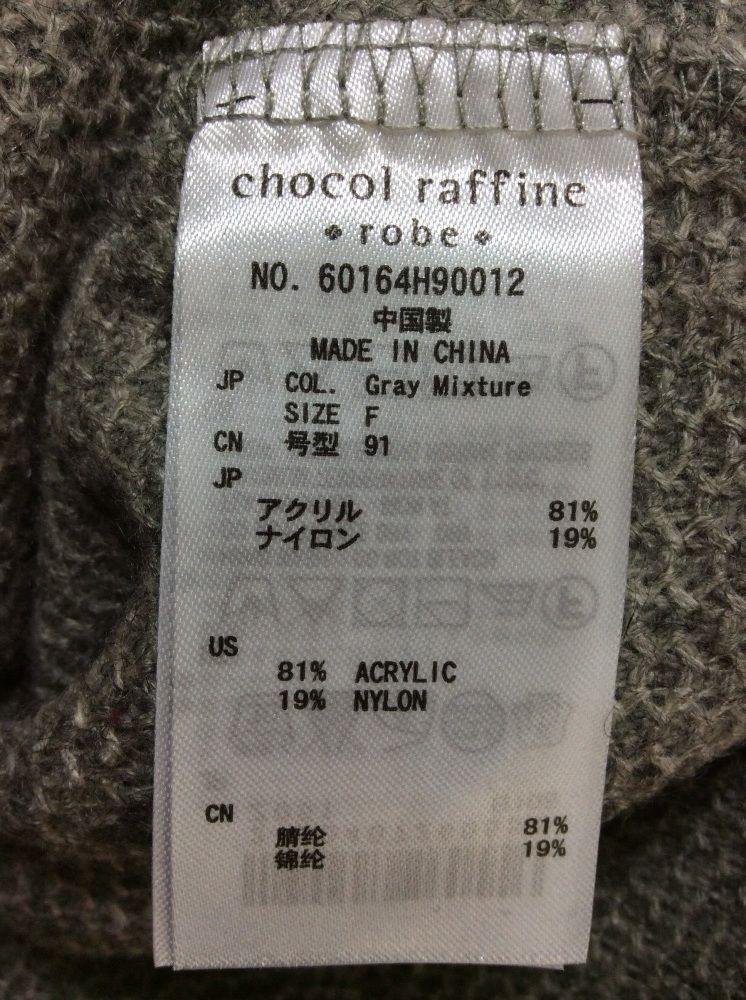 chocol raffine
robe
NO. 60164H90012
中国製
MADE IN CHINA
JP COL. Gray Mixture
SIZE F
CN 号型 91
JP
アクリル 81%
ナイロン 19%
US
81% ACRYLIC
19% NYLON
CN
腈纶 81%
锦纶 19%